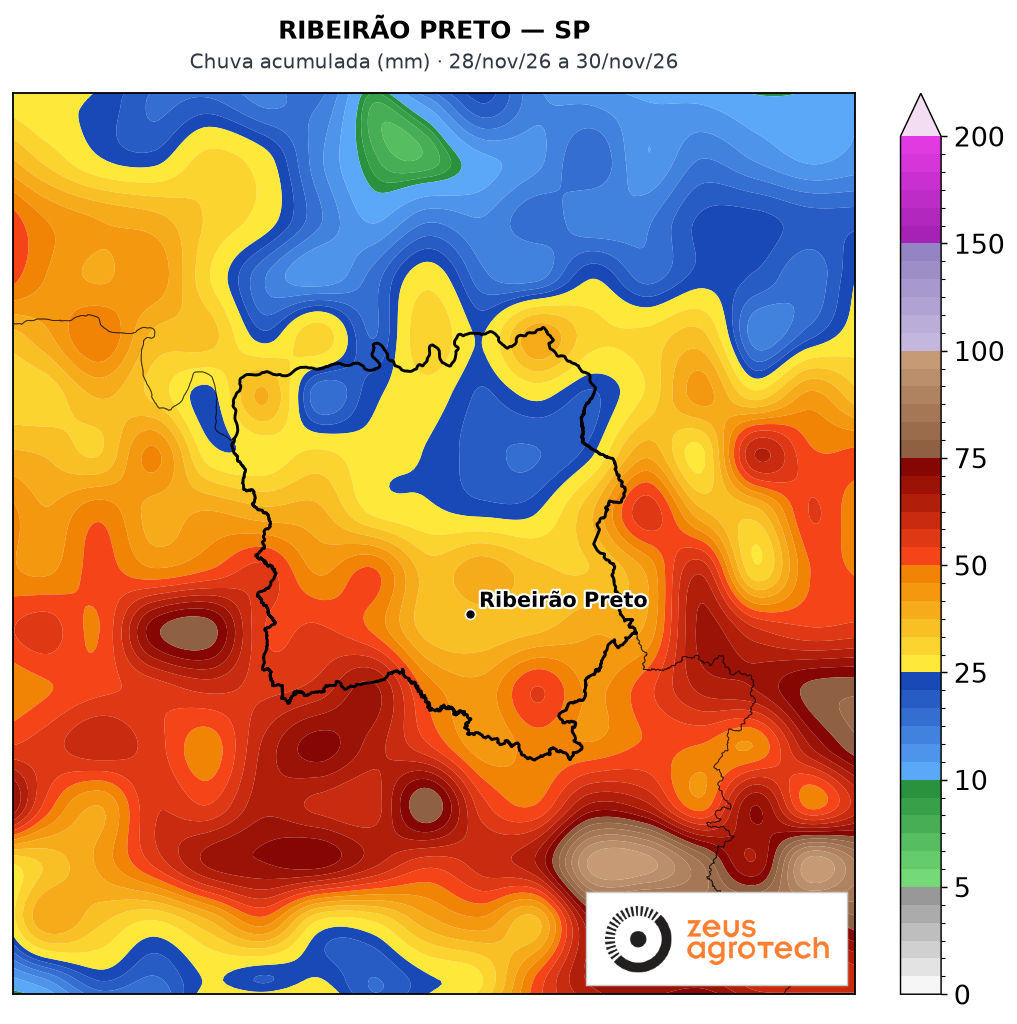 RIBEIRÃO PRETO — SP
Chuva acumulada (mm) · 28/nov/26 a 30/nov/26
200
150
100
75
50
25
10
5
0
Ribeirão Preto
zeus
agrotech